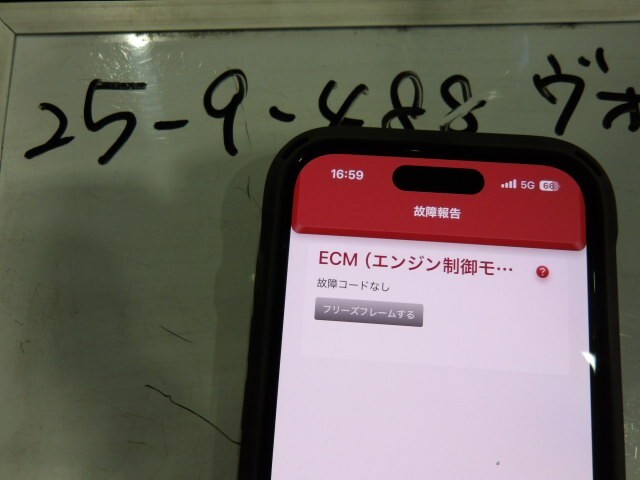 25-9-488 ヴォ
16:59 5G 66
故障報告
ECM（エンジン制御モ…
?
故障コードなし
フリーズフレームする